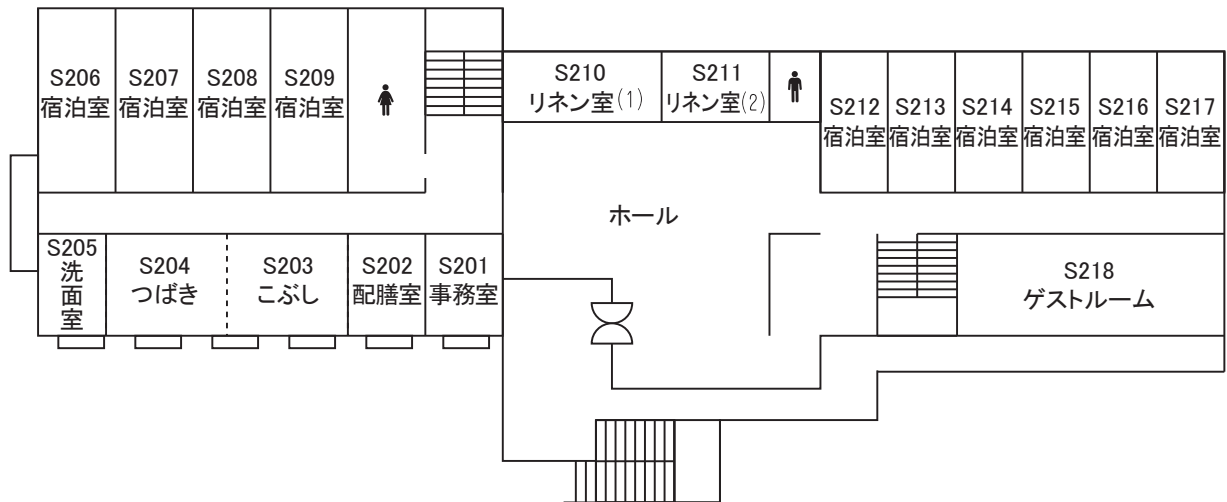 S206
宿泊室
S207
宿泊室
S208
宿泊室
S209
宿泊室
S210
リネン室(1)
S211
リネン室(2)
S212
宿泊室
S213
宿泊室
S214
宿泊室
S215
宿泊室
S216
宿泊室
S217
宿泊室
ホール
S205
洗面室
S204
つばき
S203
こぶし
S202
配膳室
S201
事務室
S218
ゲストルーム